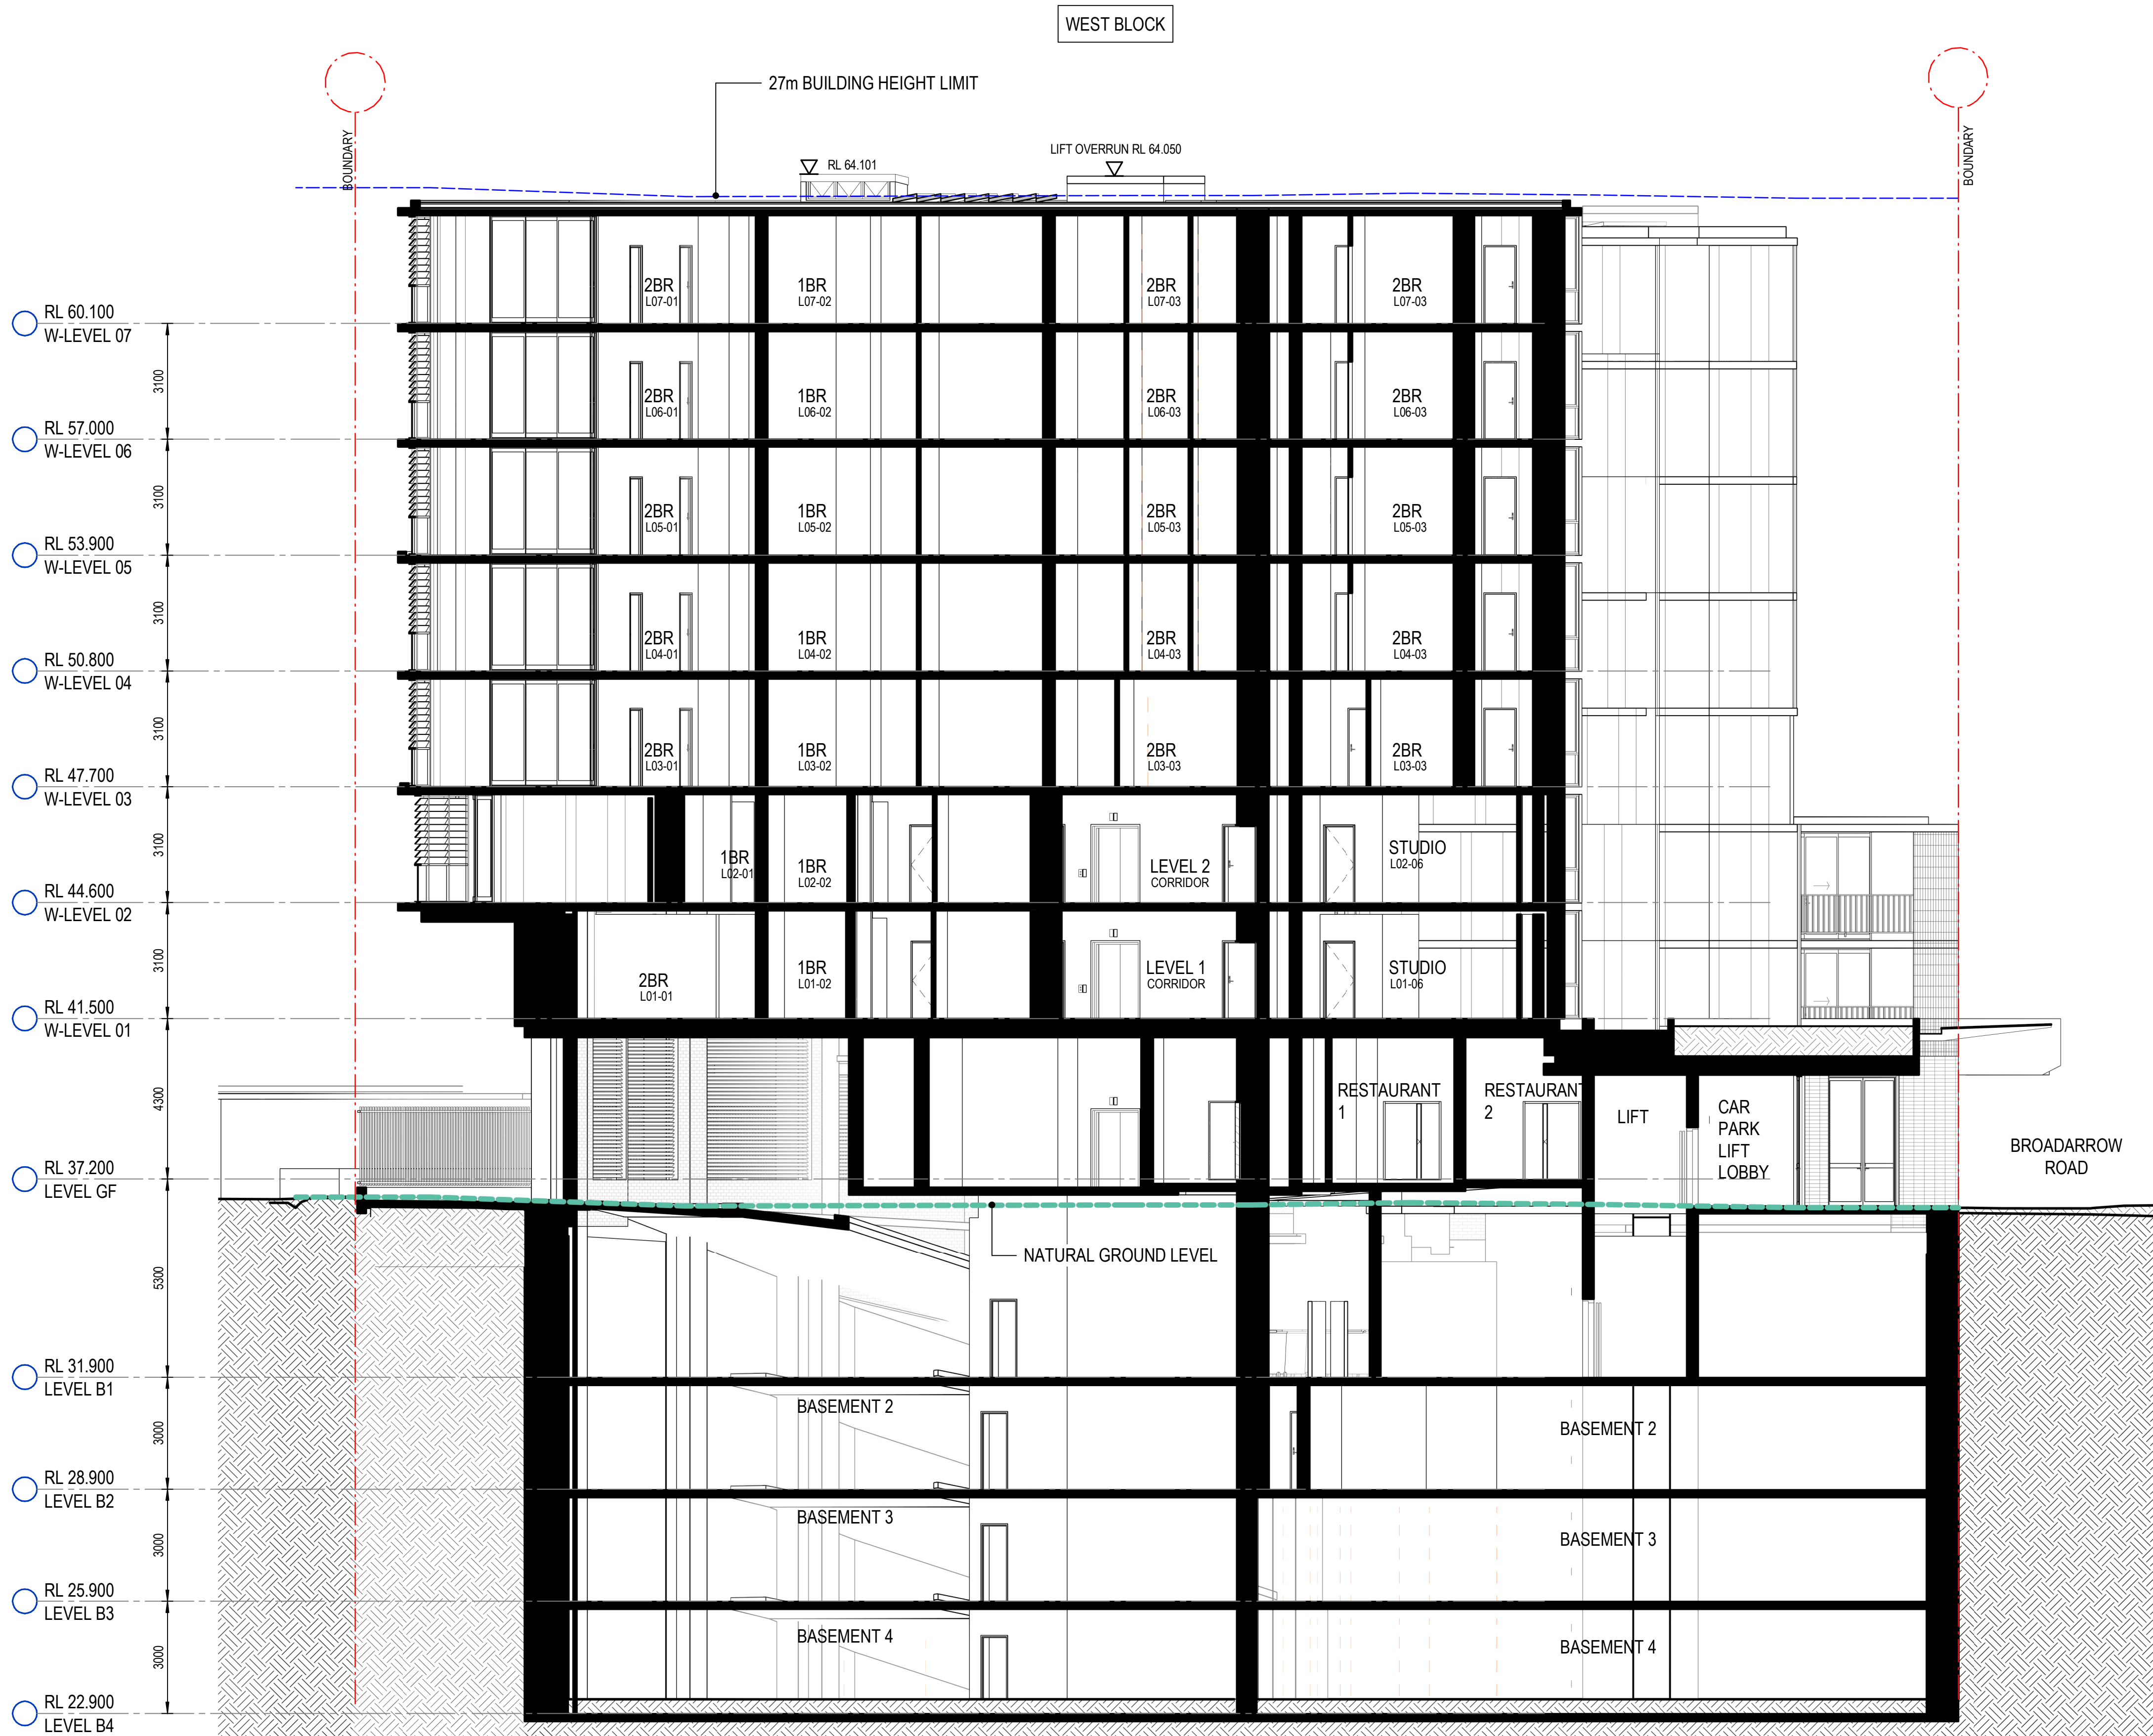 WEST BLOCK
27m BUILDING HEIGHT LIMIT
BOUNDARY
BOUNDARY
RL 64.101
LIFT OVERRUN RL 64.050
2BR
L07-01
1BR
L07-02
2BR
L07-03
2BR
L07-03
RL 60.100
W-LEVEL 07
3100
2BR
L06-01
1BR
L06-02
2BR
L06-03
2BR
L06-03
RL 57.000
W-LEVEL 06
3100
2BR
L05-01
1BR
L05-02
2BR
L05-03
2BR
L05-03
RL 53.900
W-LEVEL 05
3100
2BR
L04-01
1BR
L04-02
2BR
L04-03
2BR
L04-03
RL 50.800
W-LEVEL 04
3100
2BR
L03-01
1BR
L03-02
2BR
L03-03
2BR
L03-03
RL 47.700
W-LEVEL 03
3100
1BR
L02-01
1BR
L02-02
LEVEL 2
CORRIDOR
STUDIO
L02-06
RL 44.600
W-LEVEL 02
3100
2BR
L01-01
1BR
L01-02
LEVEL 1
CORRIDOR
STUDIO
L01-06
RL 41.500
W-LEVEL 01
4300
RESTAURANT
1
RESTAURANT
2
LIFT
CAR
PARK
LIFT
LOBBY
BROADARROW
ROAD
RL 37.200
LEVEL GF
NATURAL GROUND LEVEL
5300
RL 31.900
LEVEL B1
BASEMENT 2
BASEMENT 2
3000
RL 28.900
LEVEL B2
BASEMENT 3
BASEMENT 3
3000
RL 25.900
LEVEL B3
BASEMENT 4
BASEMENT 4
3000
RL 22.900
LEVEL B4